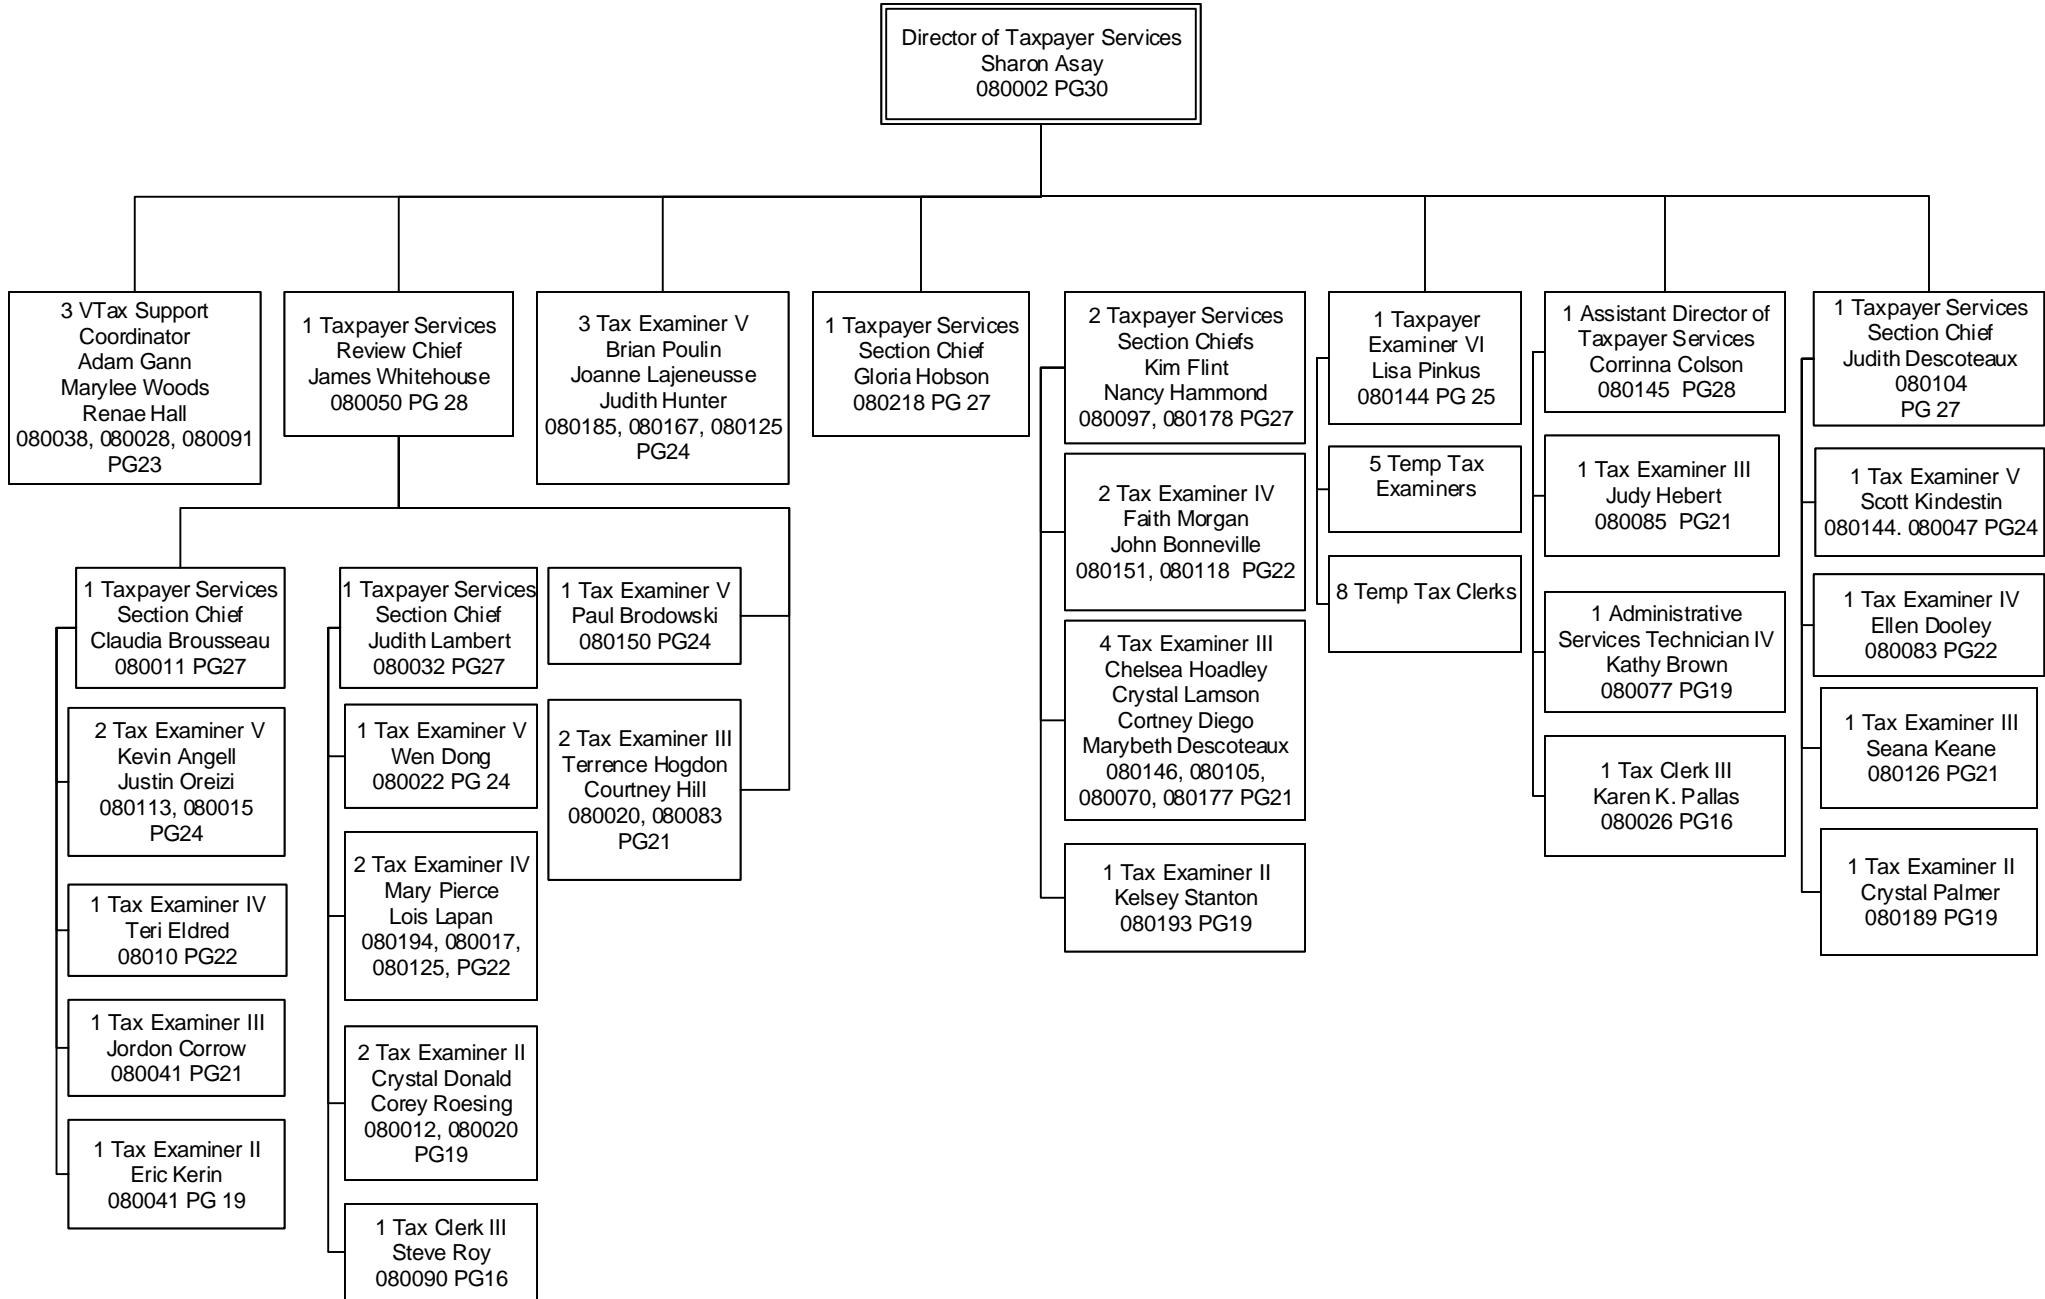 Director of Taxpayer Services
Sharon Asay
080002 PG30
3 VTax Support
Coordinator
Adam Gann
Marylee Woods
Renae Hall
080038, 080028, 080091
PG23
1 Taxpayer Services
Review Chief
James Whitehouse
080050 PG 28
3 Tax Examiner V
Brian Poulin
Joanne Lajeneusse
Judith Hunter
080185, 080167, 080125
PG24
1 Taxpayer Services
Section Chief
Gloria Hobson
080218 PG 27
2 Taxpayer Services
Section Chiefs
Kim Flint
Nancy Hammond
080097, 080178 PG27
1 Taxpayer
Examiner VI
Lisa Pinkus
080144 PG 25
1 Assistant Director of
Taxpayer Services
Corrinna Colson
080145 PG28
1 Taxpayer Services
Section Chief
Judith Descoteaux
080104
PG 27
1 Taxpayer Services
Section Chief
Claudia Brousseau
080011 PG27
2 Tax Examiner V
Kevin Angell
Justin Oreizi
080113, 080015
PG24
1 Tax Examiner IV
Teri Eldred
08010 PG22
1 Tax Examiner III
Jordon Corrow
080041 PG21
1 Tax Examiner II
Eric Kerin
080041 PG 19
1 Taxpayer Services
Section Chief
Judith Lambert
080032 PG27
1 Tax Examiner V
Wen Dong
080022 PG 24
2 Tax Examiner IV
Mary Pierce
Lois Lapan
080194, 080017,
080125, PG22
2 Tax Examiner II
Crystal Donald
Corey Roesing
080012, 080020
PG19
1 Tax Clerk III
Steve Roy
080090 PG16
1 Tax Examiner V
Paul Brodowski
080150 PG24
2 Tax Examiner III
Terrence Hogdon
Courtney Hill
080020, 080083
PG21
2 Tax Examiner IV
Faith Morgan
John Bonneville
080151, 080118 PG22
4 Tax Examiner III
Chelsea Hoadley
Crystal Lamson
Cortney Diego
Marybeth Descoteaux
080146, 080105,
080070, 080177 PG21
1 Tax Examiner II
Kelsey Stanton
080193 PG19
5 Temp Tax
Examiners
8 Temp Tax Clerks
1 Tax Examiner III
Judy Hebert
080085 PG21
1 Administrative
Services Technician IV
Kathy Brown
080077 PG19
1 Tax Clerk III
Karen K. Pallas
080026 PG16
1 Tax Examiner V
Scott Kindestin
080144. 080047 PG24
1 Tax Examiner IV
Ellen Dooley
080083 PG22
1 Tax Examiner III
Seana Keane
080126 PG21
1 Tax Examiner II
Crystal Palmer
080189 PG19